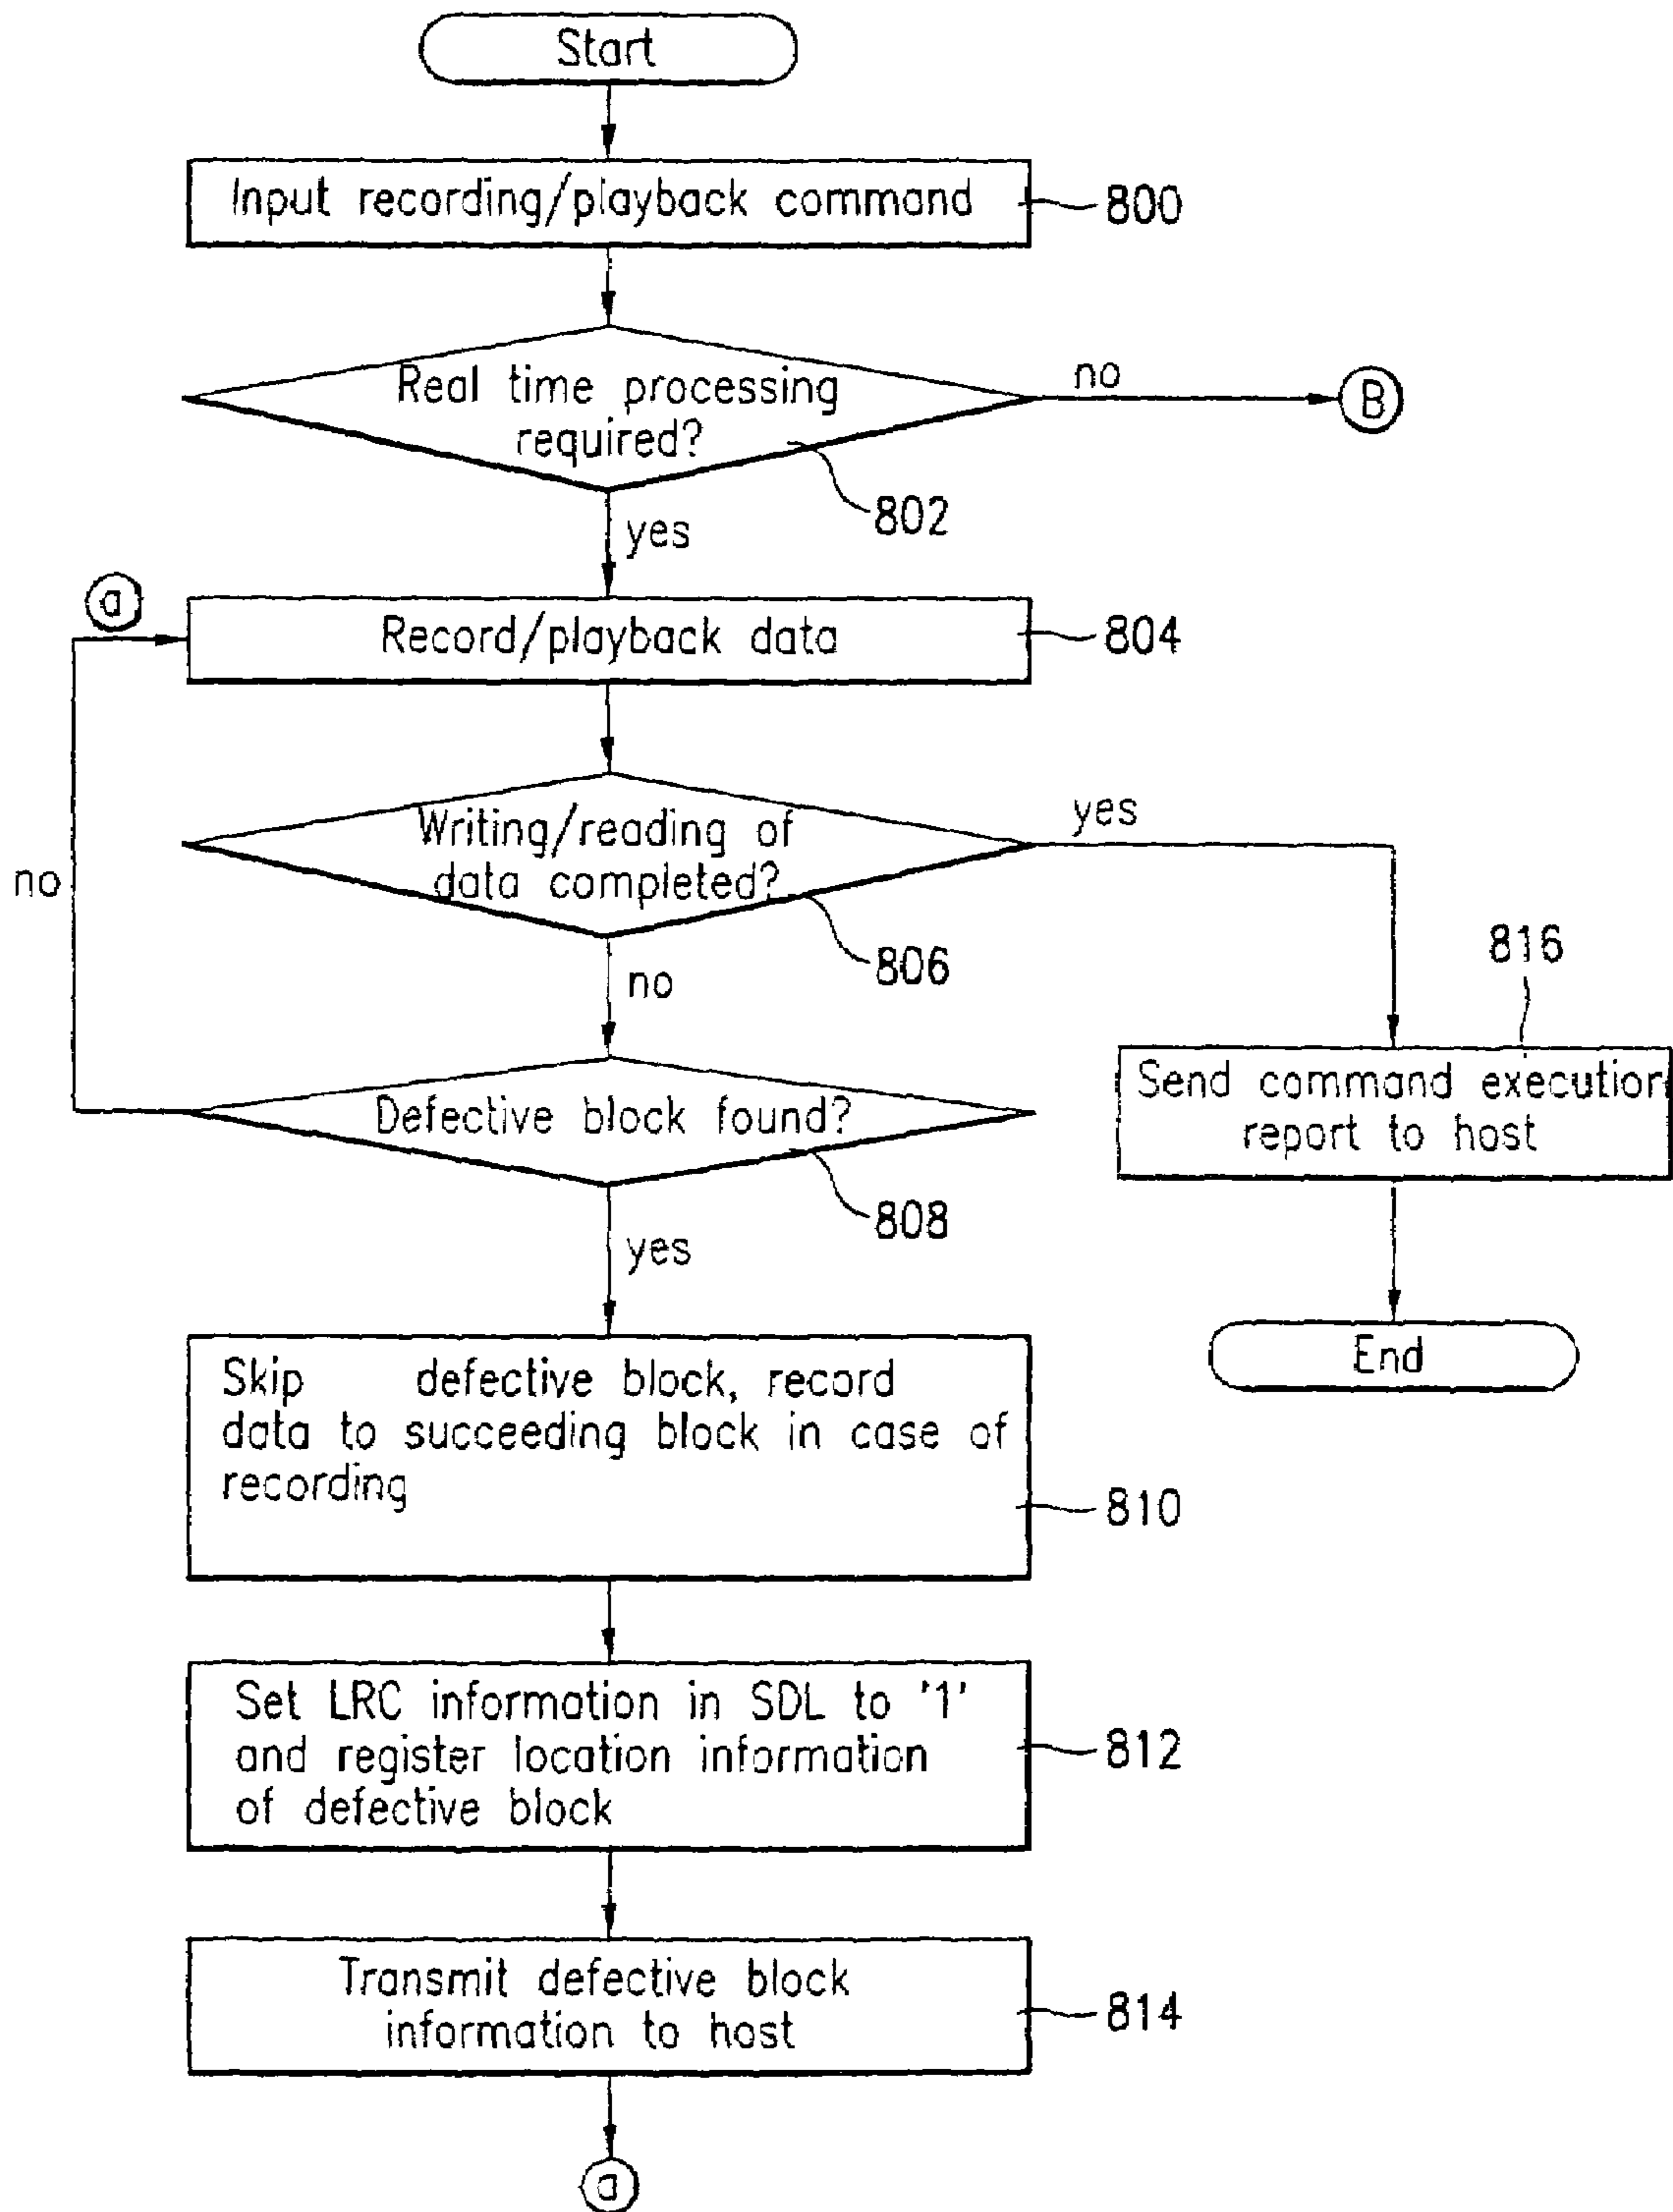 Start
Input recording/playback command
800
Real time processing
required?
no
B
802
yes
a
Record/playback data
804
Writing/reading of
data completed?
yes
no
806
no
816
Send command execution
report to host
Defective block found?
808
yes
End
Skip defective block, record
data to succeeding block in case of
recording
810
Set LRC information in SDL to '1'
and register location information
of defective block
812
Transmit defective block
information to host
814
a